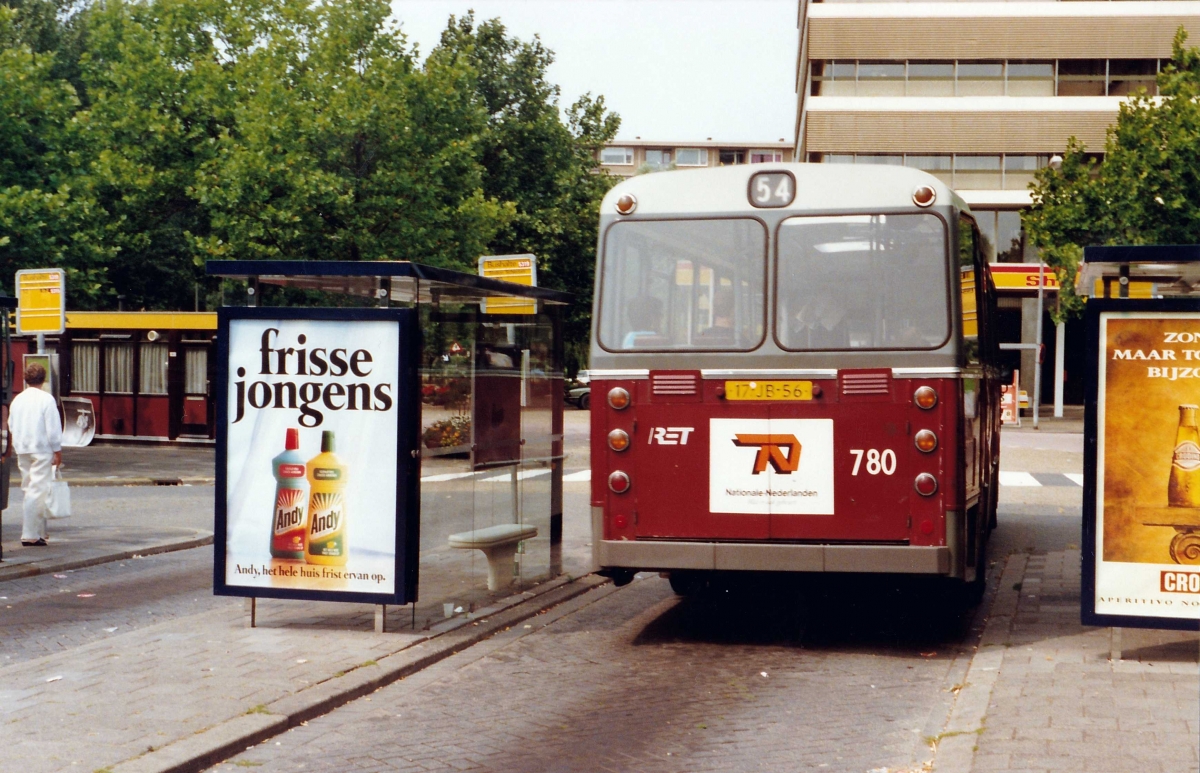 frisse
jongens
Andy
Andy
Andy, het hele huis frist ervan op.
54
17-JB-56
RET
780
Nationale-Nederlanden
Sh
ZON
MAAR TO
BIJZO
CRO
APERITIVO NO